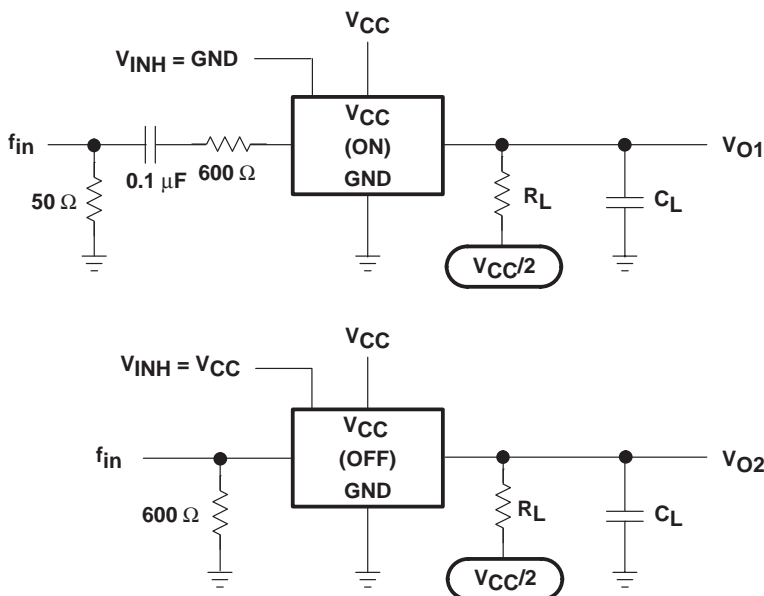 VCC
VINH = GND
VCC
(ON)
GND
fin
50 Ω
0.1 μF
600 Ω
RL
VCC/2
CL
VO1
VCC
VINH = VCC
VCC
(OFF)
GND
fin
600 Ω
RL
VCC/2
CL
VO2